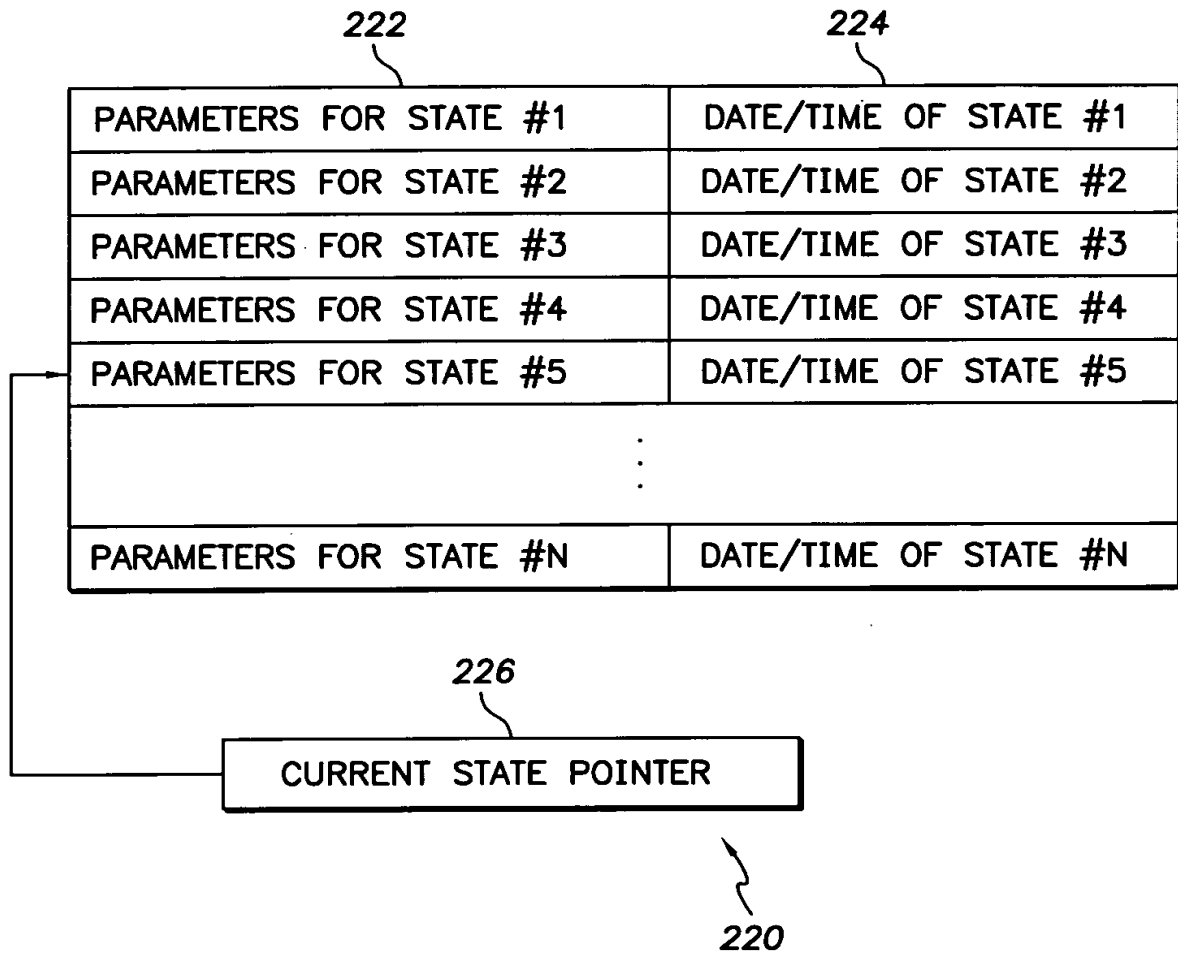 222 224
PARAMETERS FOR STATE #1 DATE/TIME OF STATE #1
PARAMETERS FOR STATE #2 DATE/TIME OF STATE #2
PARAMETERS FOR STATE #3 DATE/TIME OF STATE #3
PARAMETERS FOR STATE #4 DATE/TIME OF STATE #4
PARAMETERS FOR STATE #5 DATE/TIME OF STATE #5
PARAMETERS FOR STATE #N DATE/TIME OF STATE #N
226
CURRENT STATE POINTER
220